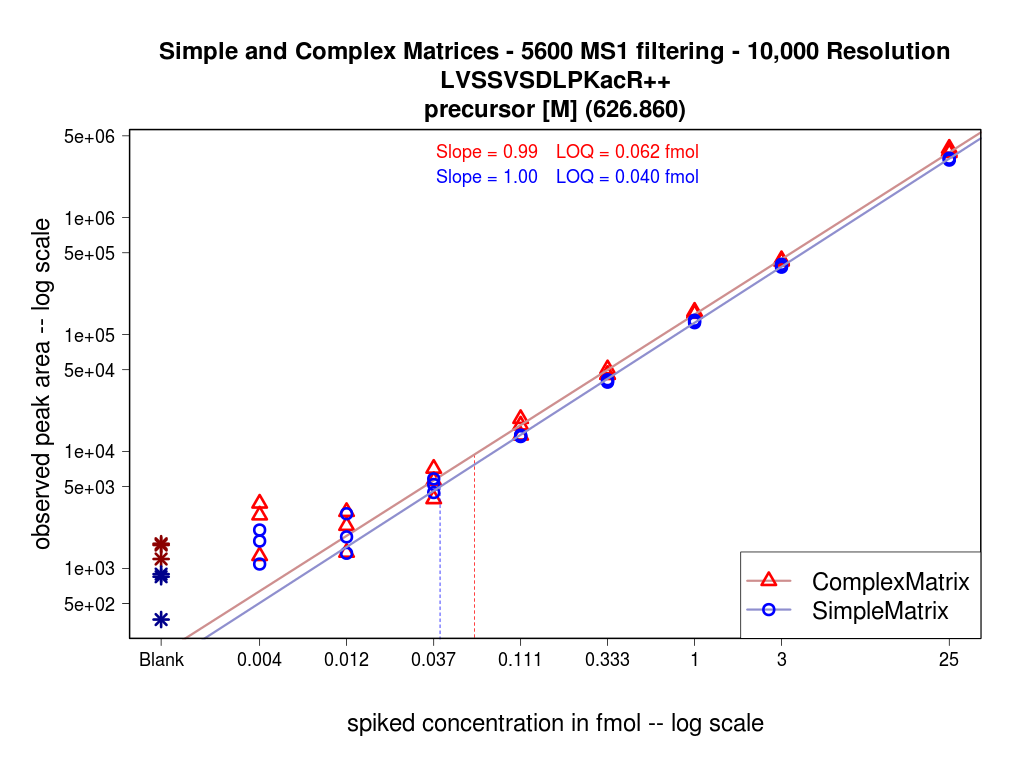 Simple and Complex Matrices - 5600 MS1 filtering - 10,000 Resolution
LVSSVSDLPKacR++
precursor [M] (626.860)
Slope = 0.99 LOQ = 0.062 fmol
Slope = 1.00 LOQ = 0.040 fmol
observed peak area -- log scale
5e+06
1e+06
5e+05
1e+05
5e+04
1e+04
5e+03
1e+03
5e+02
ComplexMatrix
SimpleMatrix
Blank 0.004 0.012 0.037 0.111 0.333 1 3 25
spiked concentration in fmol -- log scale